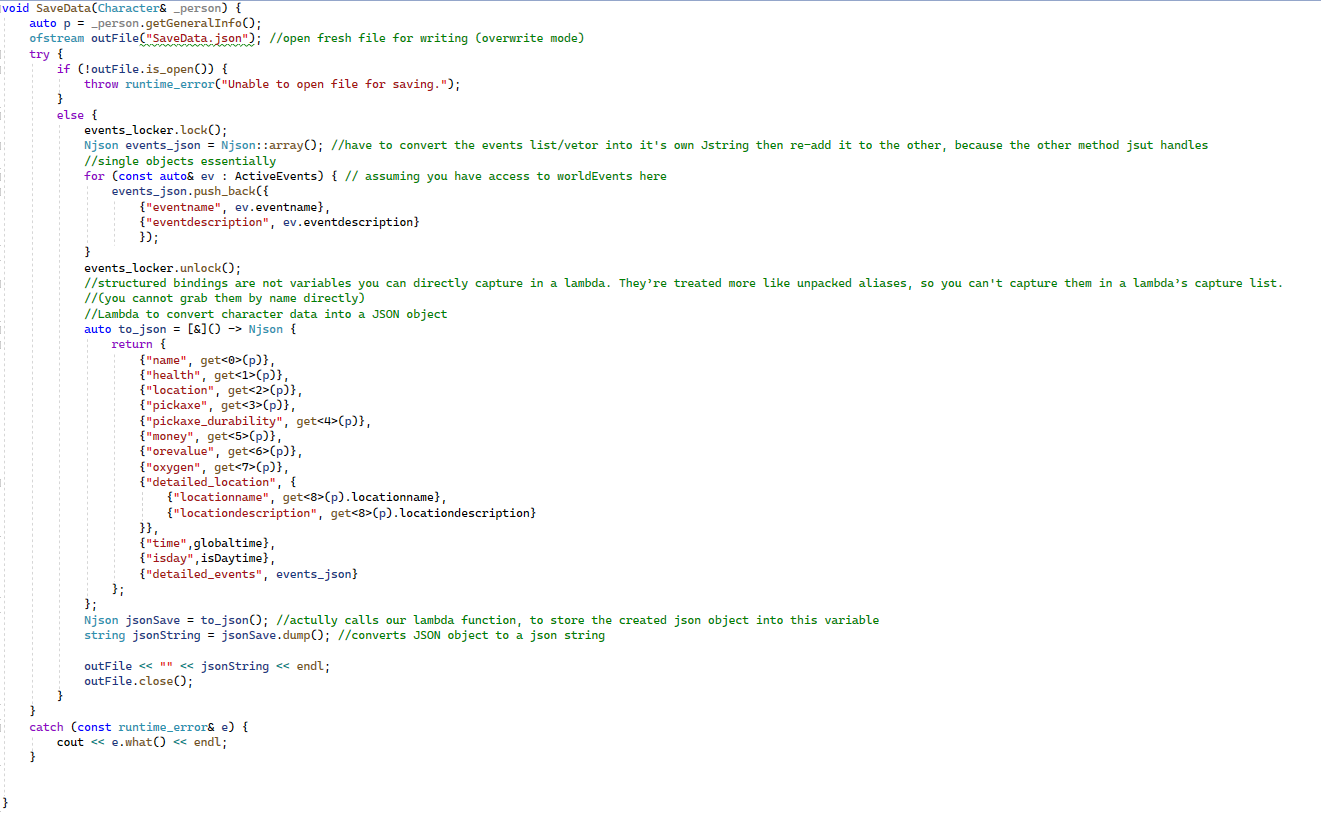 void SaveData(Character& _person) {
    auto p = _person.getGeneralInfo();
    ofstream outFile("SaveData.json"); //open fresh file for writing (overwrite mode)
    try {
        if (!outFile.is_open()) {
            throw runtime_error("Unable to open file for saving.");
        }
        else {
            events_locker.lock();
            Njson events_json = Njson::array(); //have to convert the events list/vetor into it's own Jstring then re-add it to the other, because the other method jsut handles
            //single objects essentially
            for (const auto& ev : ActiveEvents) { // assuming you have access to worldEvents here
                events_json.push_back({
                    {"eventname", ev.eventname},
                    {"eventdescription", ev.eventdescription}
                    });
            }
            events_locker.unlock();
            //structured bindings are not variables you can directly capture in a lambda. They’re treated more like unpacked aliases, so you can't capture them in a lambda’s capture list.
            //(you cannot grab them by name directly)
            //Lambda to convert character data into a JSON object
            auto to_json = [&]() -> Njson {
                return {
                    {"name", get<0>(p)},
                    {"health", get<1>(p)},
                    {"location", get<2>(p)},
                    {"pickaxe", get<3>(p)},
                    {"pickaxe_durability", get<4>(p)},
                    {"money", get<5>(p)},
                    {"orevalue", get<6>(p)},
                    {"oxygen", get<7>(p)},
                    {"detailed_location", {
                        {"locationname", get<8>(p).locationname},
                        {"locationdescription", get<8>(p).locationdescription}
                    }},
                    {"time",globaltime},
                    {"isday",isDaytime},
                    {"detailed_events", events_json}
                };
            };
            Njson jsonSave = to_json(); //actully calls our lambda function, to store the created json object into this variable
            string jsonString = jsonSave.dump(); //converts JSON object to a json string

            outFile << "" << jsonString << endl;
            outFile.close();
        }
    }
    catch (const runtime_error& e) {
        cout << e.what() << endl;
    }


}